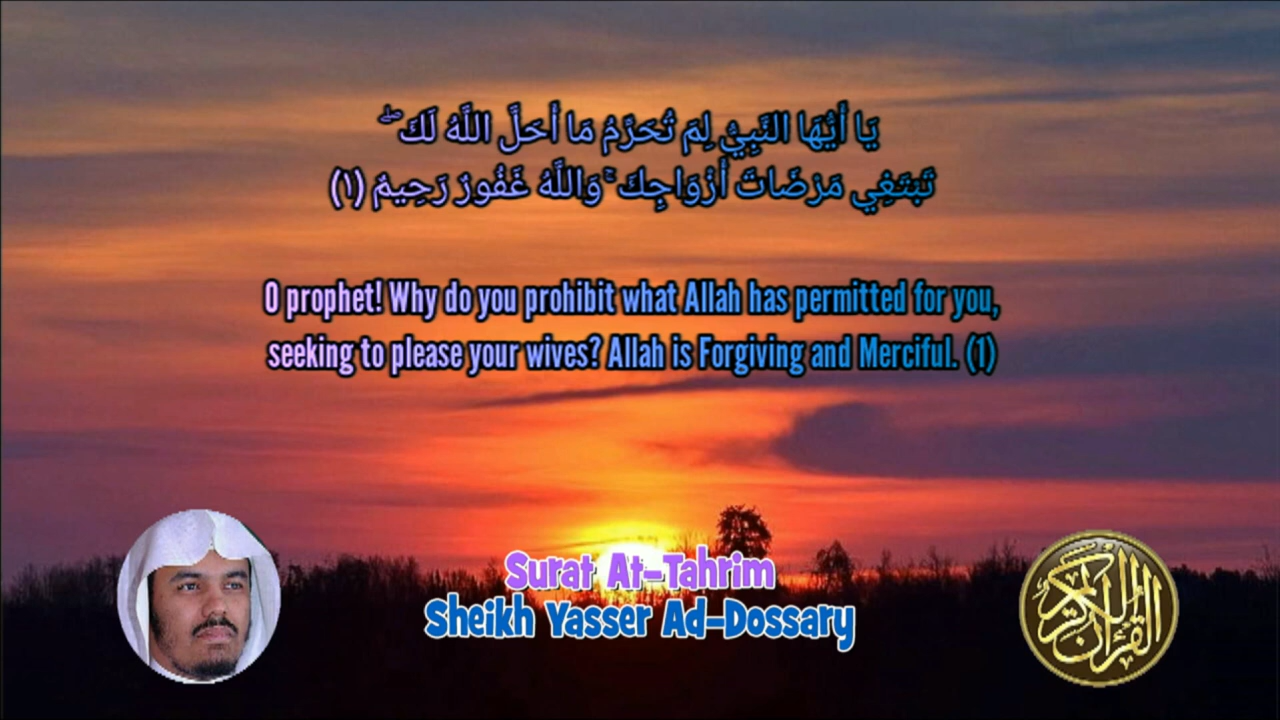 يَا أَيُّهَا النَّبِيُّ لِمَ تُحَرِّمُ مَا أَحَلَّ اللَّهُ لَكَ ۖ
تَبْتَغِي مَرْضَاتَ أَزْوَاجِكَ ۚ وَاللَّهُ غَفُورٌ رَحِيمٌ (١)
O prophet! Why do you prohibit what Allah has permitted for you,
seeking to please your wives? Allah is Forgiving and Merciful. (1)
Surat At-Tahrim
Sheikh Yasser Ad-Dossary
القرآن الكريم